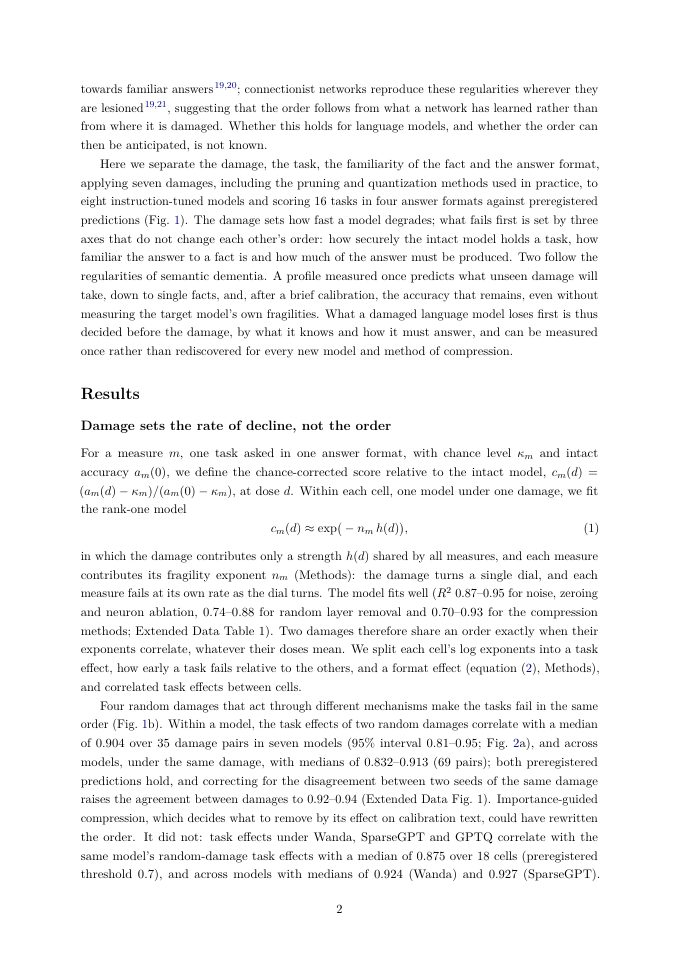 towards familiar answers19,20; connectionist networks reproduce these regularities wherever they
are lesioned19,21, suggesting that the order follows from what a network has learned rather than
from where it is damaged. Whether this holds for language models, and whether the order can
then be anticipated, is not known.
Here we separate the damage, the task, the familiarity of the fact and the answer format,
applying seven damages, including the pruning and quantization methods used in practice, to
eight instruction-tuned models and scoring 16 tasks in four answer formats against preregistered
predictions (Fig. 1). The damage sets how fast a model degrades; what fails first is set by three
axes that do not change each other's order: how securely the intact model holds a task, how
familiar the answer to a fact is and how much of the answer must be produced. Two follow the
regularities of semantic dementia. A profile measured once predicts what unseen damage will
take, down to single facts, and, after a brief calibration, the accuracy that remains, even without
measuring the target model's own fragilities. What a damaged language model loses first is thus
decided before the damage, by what it knows and how it must answer, and can be measured
once rather than rediscovered for every new model and method of compression.
Results
Damage sets the rate of decline, not the order
For a measure m, one task asked in one answer format, with chance level κm and intact
accuracy am(0), we define the chance-corrected score relative to the intact model, cm(d) =
(am(d) − κm)/(am(0) − κm), at dose d. Within each cell, one model under one damage, we fit
the rank-one model
cm(d) ≈ exp(− nm h(d)), (1)
in which the damage contributes only a strength h(d) shared by all measures, and each measure
contributes its fragility exponent nm (Methods): the damage turns a single dial, and each
measure fails at its own rate as the dial turns. The model fits well (R2 0.87–0.95 for noise, zeroing
and neuron ablation, 0.74–0.88 for random layer removal and 0.70–0.93 for the compression
methods; Extended Data Table 1). Two damages therefore share an order exactly when their
exponents correlate, whatever their doses mean. We split each cell's log exponents into a task
effect, how early a task fails relative to the others, and a format effect (equation (2), Methods),
and correlated task effects between cells.
Four random damages that act through different mechanisms make the tasks fail in the same
order (Fig. 1b). Within a model, the task effects of two random damages correlate with a median
of 0.904 over 35 damage pairs in seven models (95% interval 0.81–0.95; Fig. 2a), and across
models, under the same damage, with medians of 0.832–0.913 (69 pairs); both preregistered
predictions hold, and correcting for the disagreement between two seeds of the same damage
raises the agreement between damages to 0.92–0.94 (Extended Data Fig. 1). Importance-guided
compression, which decides what to remove by its effect on calibration text, could have rewritten
the order. It did not: task effects under Wanda, SparseGPT and GPTQ correlate with the
same model's random-damage task effects with a median of 0.875 over 18 cells (preregistered
threshold 0.7), and across models with medians of 0.924 (Wanda) and 0.927 (SparseGPT).
2